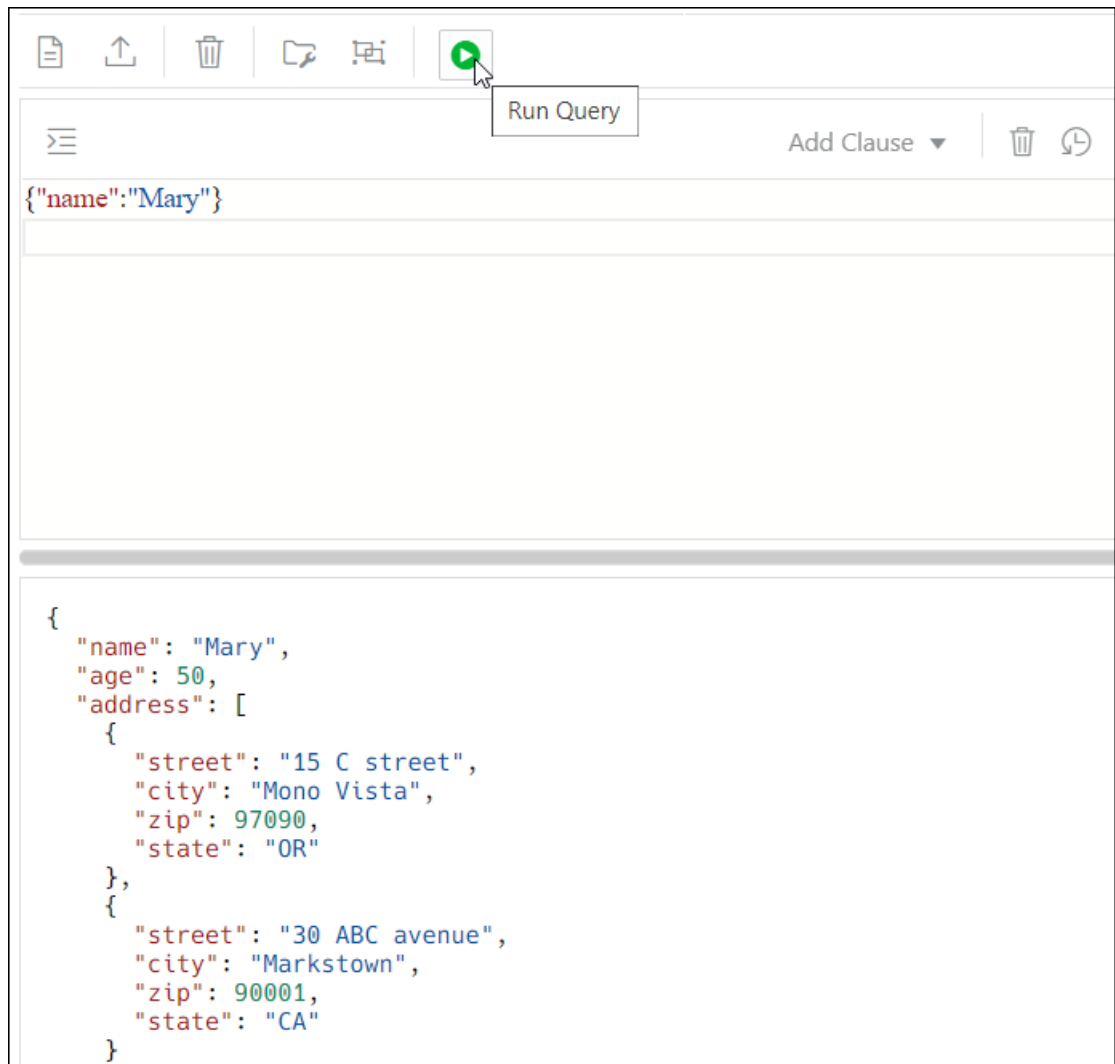 Run Query
Add Clause
{"name":"Mary"}
{
  "name": "Mary",
  "age": 50,
  "address": [
    {
      "street": "15 C street",
      "city": "Mono Vista",
      "zip": 97090,
      "state": "OR"
    },
    {
      "street": "30 ABC avenue",
      "city": "Markstown",
      "zip": 90001,
      "state": "CA"
    }